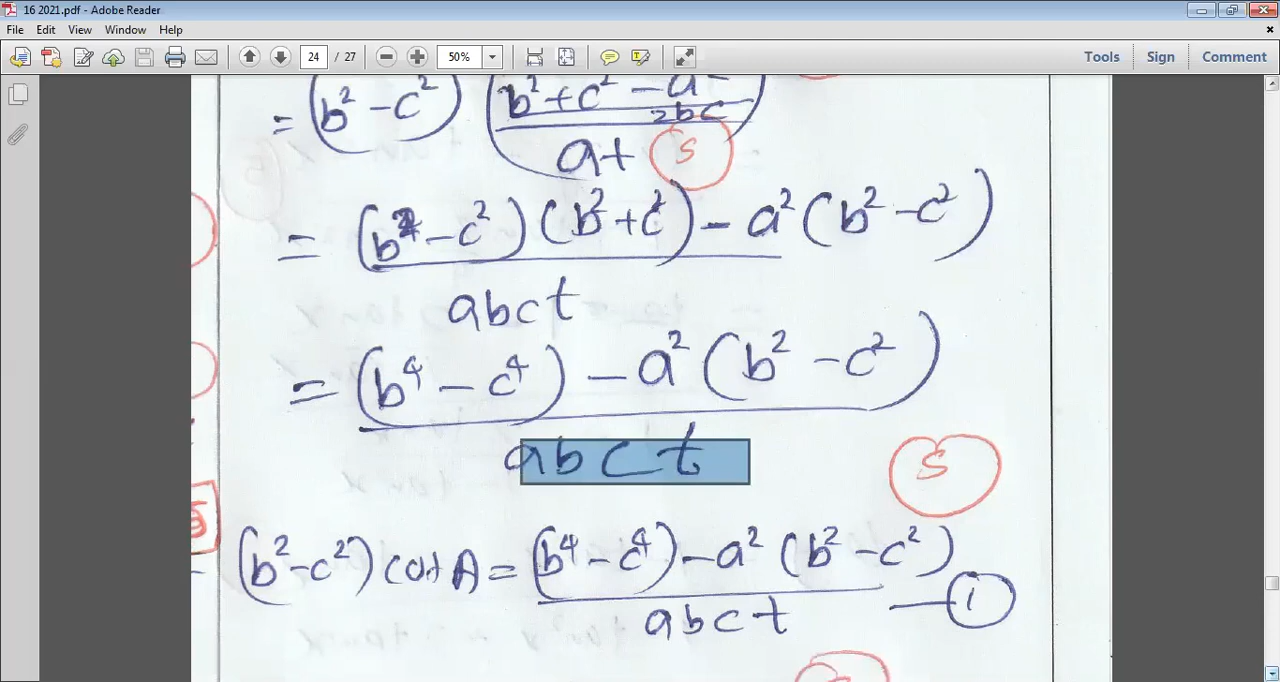 16 2021.pdf - Adobe Reader
File Edit View Window Help
24 / 27 50% Tools Sign Comment
= (b² - c²) (b² + c² - a²
2bc
at S
= (b² - c²) (b² + c²) - a² (b² - c²)
abct
= (b⁴ - c⁴) - a² (b² - c²)
abct
S
(b² - c²) cot A = (b⁴ - c⁴) - a² (b² - c²)
abct — 1